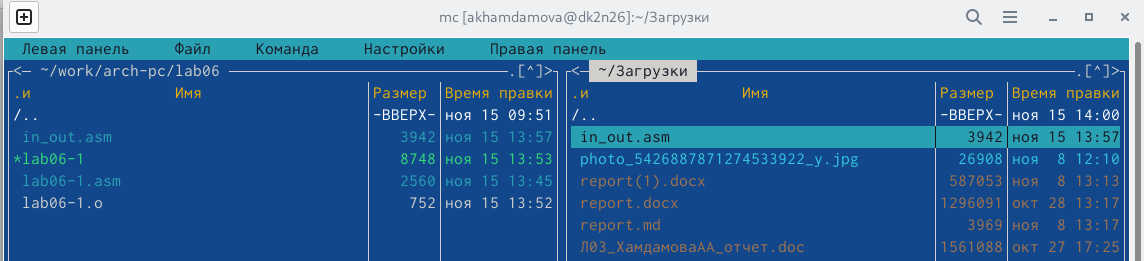 mc [akhamdamova@dk2n26]:~/Загрузки
Левая панель Файл Команда Настройки Правая панель
<— ~/work/arch-pc/lab06 .[^]> <— ~/Загрузки .[^]>
.и Имя Размер Время правки .и Имя Размер Время правки
/.. -ВВЕРХ- ноя 15 09:51 /.. -ВВЕРХ- ноя 15 14:00
in_out.asm 3942 ноя 15 13:57 in_out.asm 3942 ноя 15 13:57
*lab06-1 8748 ноя 15 13:53 photo_5426887871274533922_y.jpg 26908 ноя 8 12:10
lab06-1.asm 2560 ноя 15 13:45 report(1).docx 587053 ноя 8 13:13
lab06-1.o 752 ноя 15 13:52 report.docx 1296091 окт 28 13:17
report.md 3969 ноя 8 13:17
Л03_ХамдамоваАА_отчет.doc 1561088 окт 27 17:25